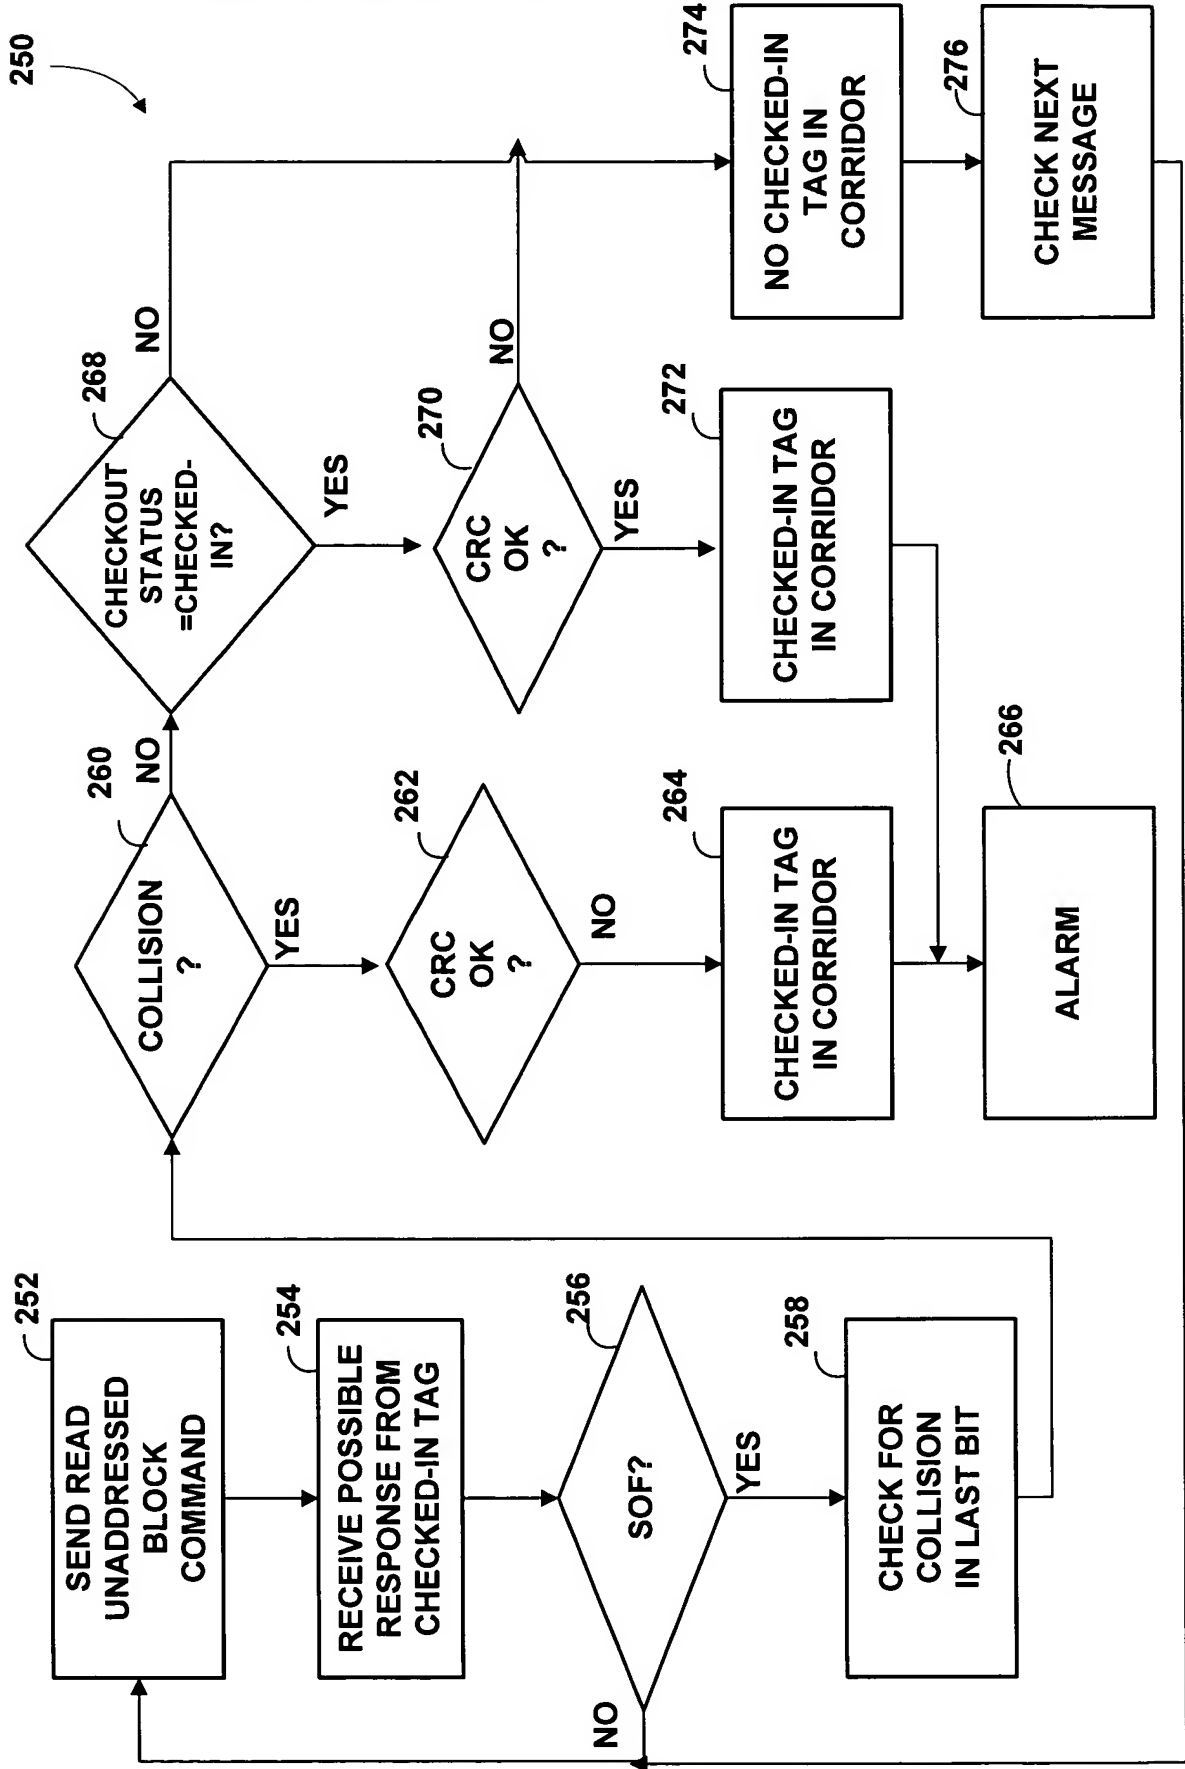 250
252
SEND READ
UNADDRESSED
BLOCK
COMMAND
254
RECEIVE POSSIBLE
RESPONSE FROM
CHECKED-IN TAG
256
SOF?
NO
YES
258
CHECK FOR
COLLISION
IN LAST BIT
260
COLLISION
?
NO
YES
262
CRC
OK
?
NO
264
CHECKED-IN TAG
IN CORRIDOR
266
ALARM
268
CHECKOUT
STATUS
=CHECKED-
IN?
NO
YES
270
CRC
OK
?
NO
YES
272
CHECKED-IN TAG
IN CORRIDOR
274
NO CHECKED-IN
TAG IN
CORRIDOR
276
CHECK NEXT
MESSAGE